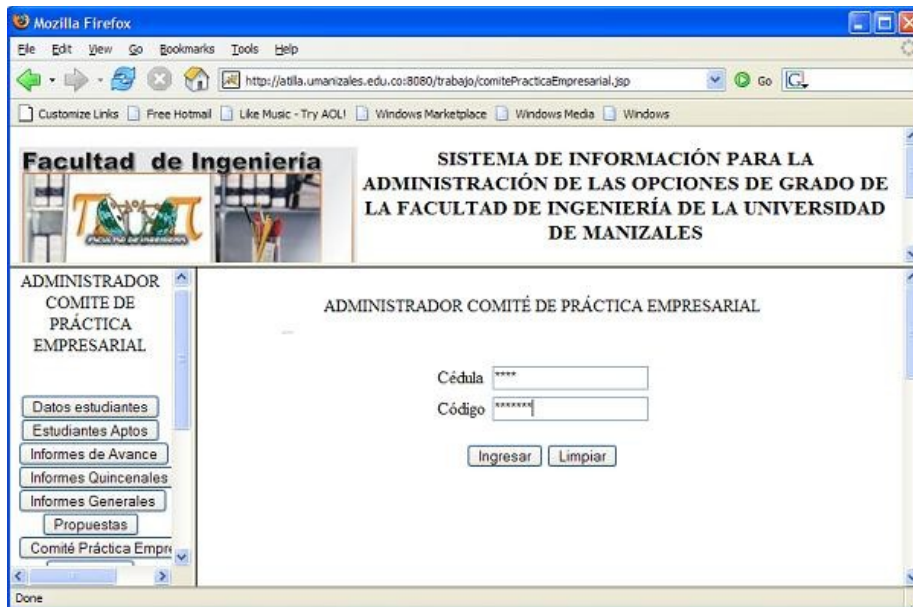 Mozilla Firefox
File Edit View Go Bookmarks Tools Help
http://atilla.umanizales.edu.co:8080/trabajo/comitePracticaEmpresarial.jsp Go G
Customize Links Free Hotmail Like Music - Try AOL! Windows Marketplace Windows Media Windows
Facultad de Ingeniería
SISTEMA DE INFORMACIÓN PARA LA
ADMINISTRACIÓN DE LAS OPCIONES DE GRADO DE
LA FACULTAD DE INGENIERÍA DE LA UNIVERSIDAD
DE MANIZALES
FACULTAD DE INGENIERIA
ADMINISTRADOR
COMITE DE
PRÁCTICA
EMPRESARIAL
Datos estudiantes
Estudiantes Aptos
Informes de Avance
Informes Quincenales
Informes Generales
Propuestas
Comité Práctica Empre
ADMINISTRADOR COMITÉ DE PRÁCTICA EMPRESARIAL
Cédula ****
Código *******
Ingresar Limpiar
Done